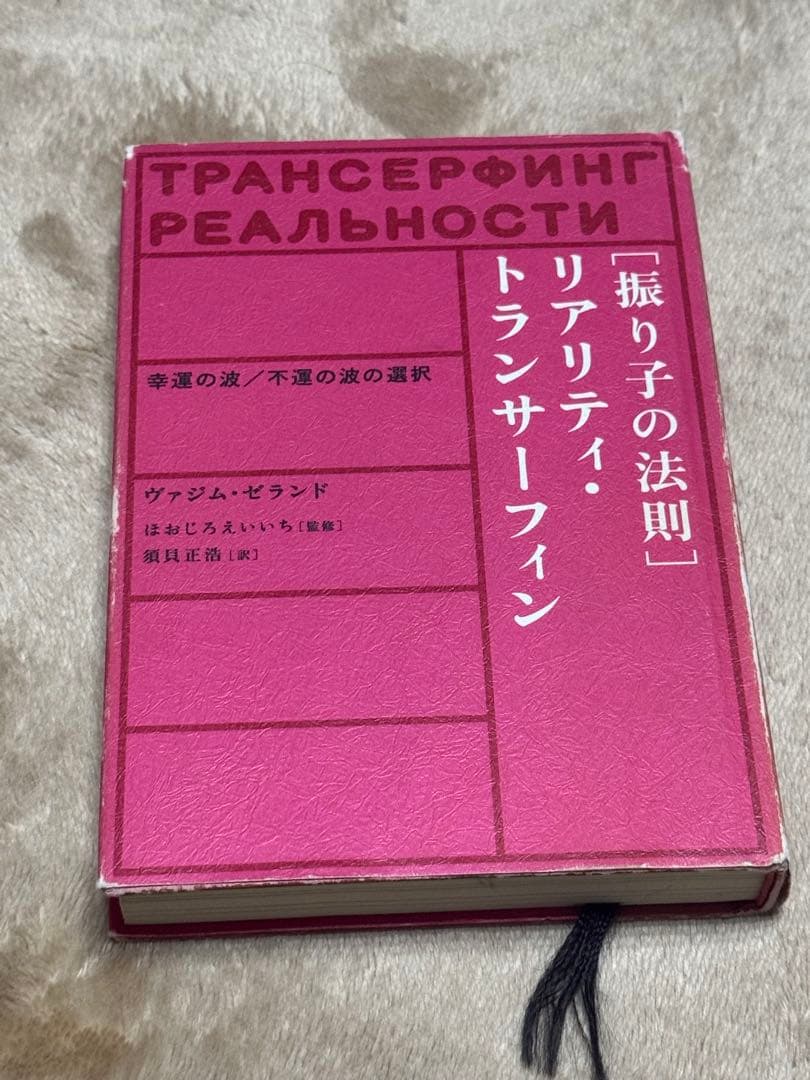 ТРАНСЕРФИНГ
РЕАЛЬНОСТИ
[振り子の法則]
リアリティ・
トランサーフィン
幸運の波／不運の波の選択
ヴァジム・ゼランド
ほおじろえいいち[監修]
須貝正浩[訳]